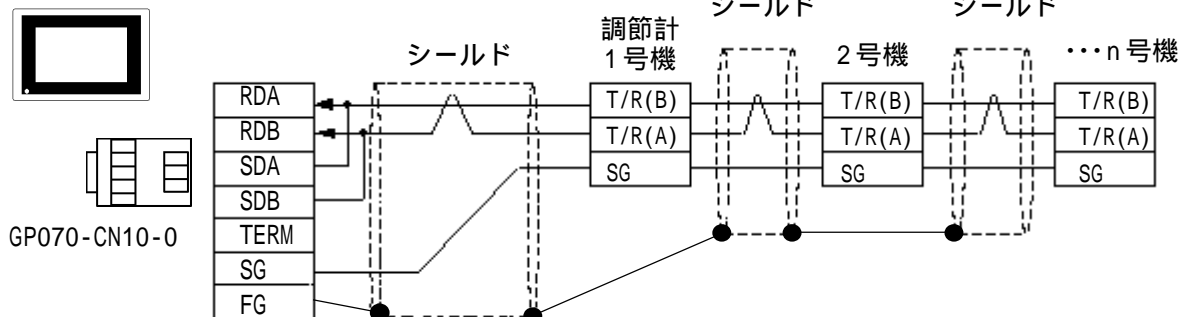 シールド
シールド
調節計
1号機
シールド
2号機
・・・n号機
RDA
RDB
SDA
SDB
TERM
SG
FG
T/R(B)
T/R(A)
SG
T/R(B)
T/R(A)
SG
T/R(B)
T/R(A)
SG
GP070-CN10-0